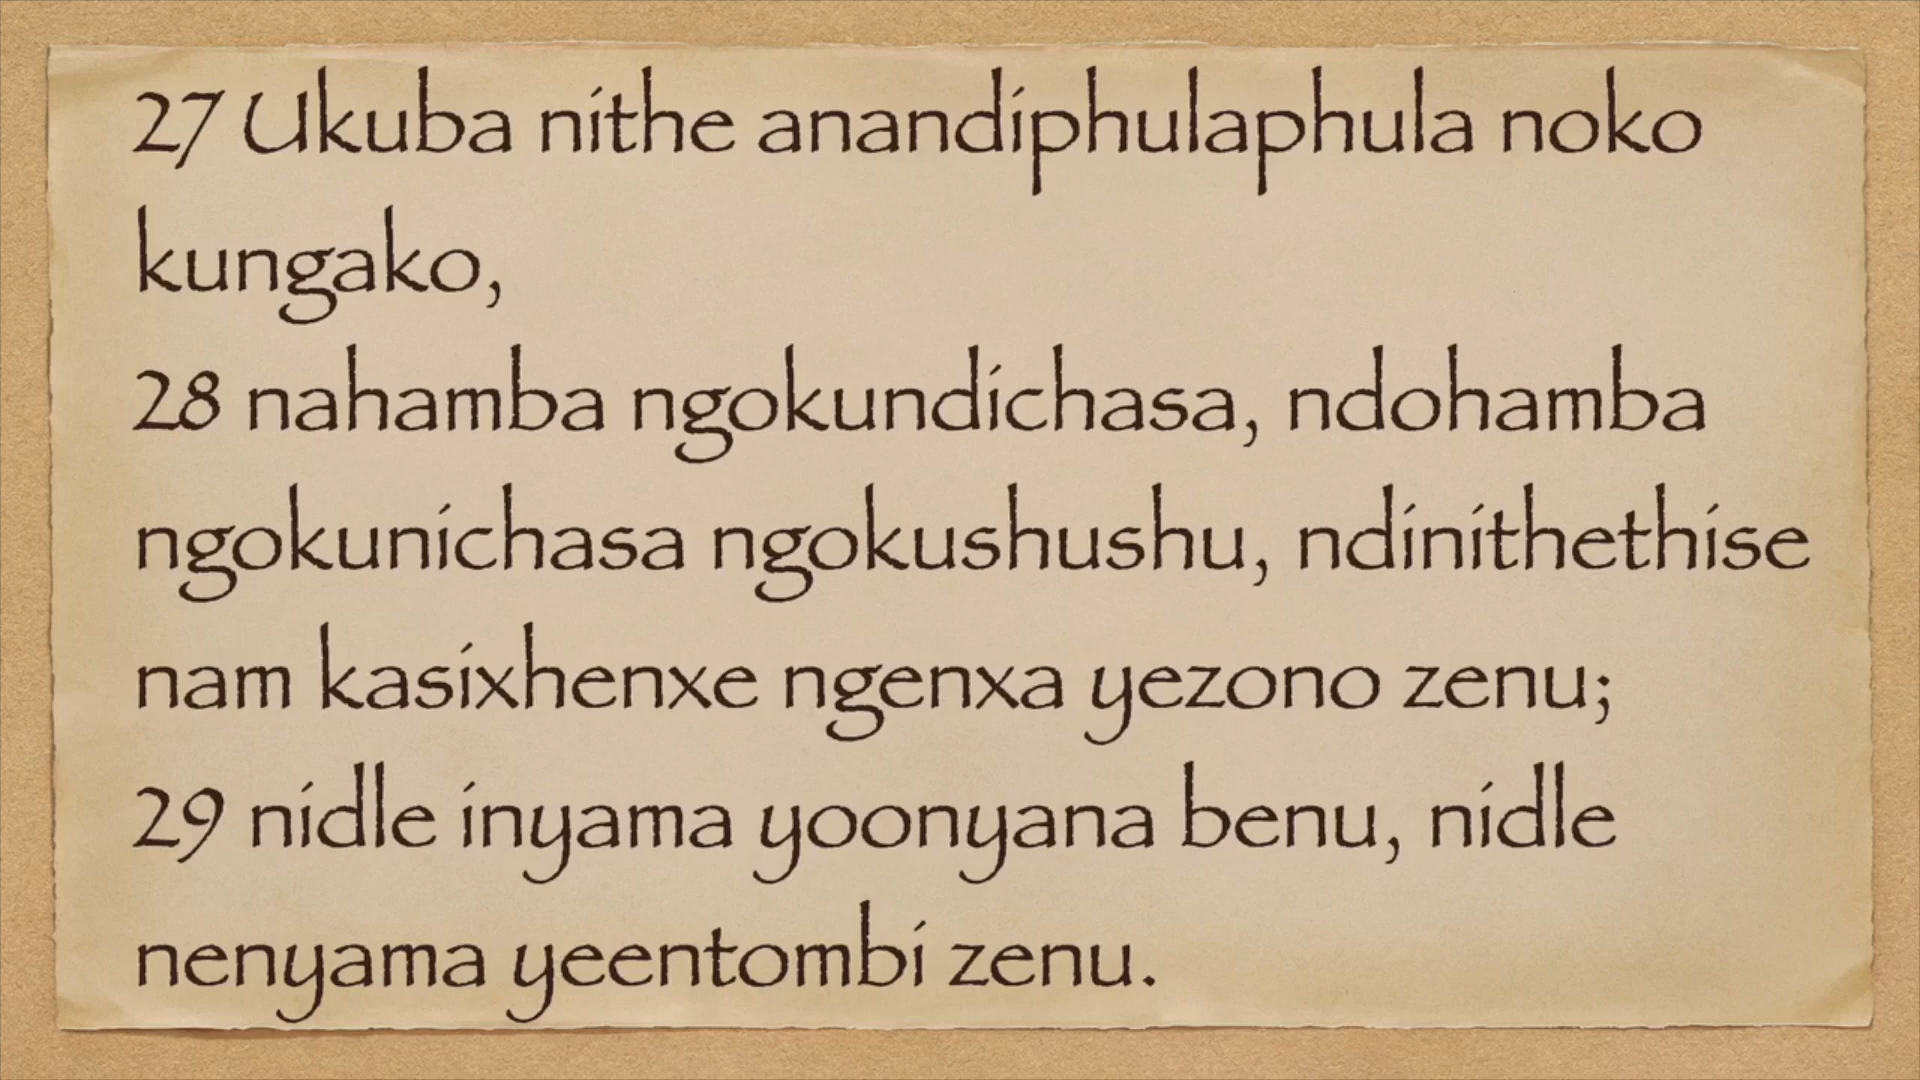 27 Ukuba nithe anandiphulaphula noko
kungako,
28 nahamba ngokundichasa, ndohamba
ngokunichasa ngokushushu, ndinithethise
nam kasixhenxe ngenxa yezono zenu;
29 nidle inyama yoonyana benu, nidle
nenyama yeentombi zenu.